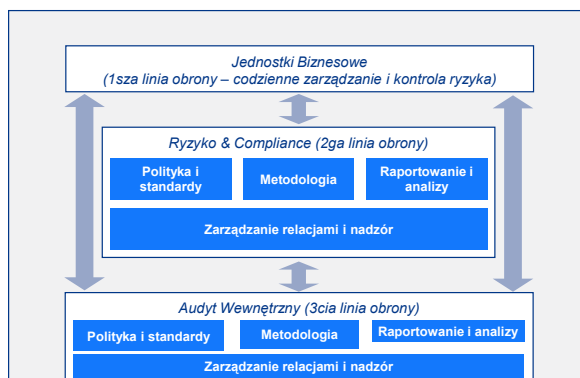 Jednostki Biznesowe
(1sza linia obrony – codzienne zarządzanie i kontrola ryzyka)
Ryzyko & Compliance (2ga linia obrony)
Polityka i
standardy
Metodologia
Raportowanie i
analizy
Zarządzanie relacjami i nadzór
Audyt Wewnętrzny (3cia linia obrony)
Polityka i standardy
Metodologia
Raportowanie i analizy
Zarządzanie relacjami i nadzór